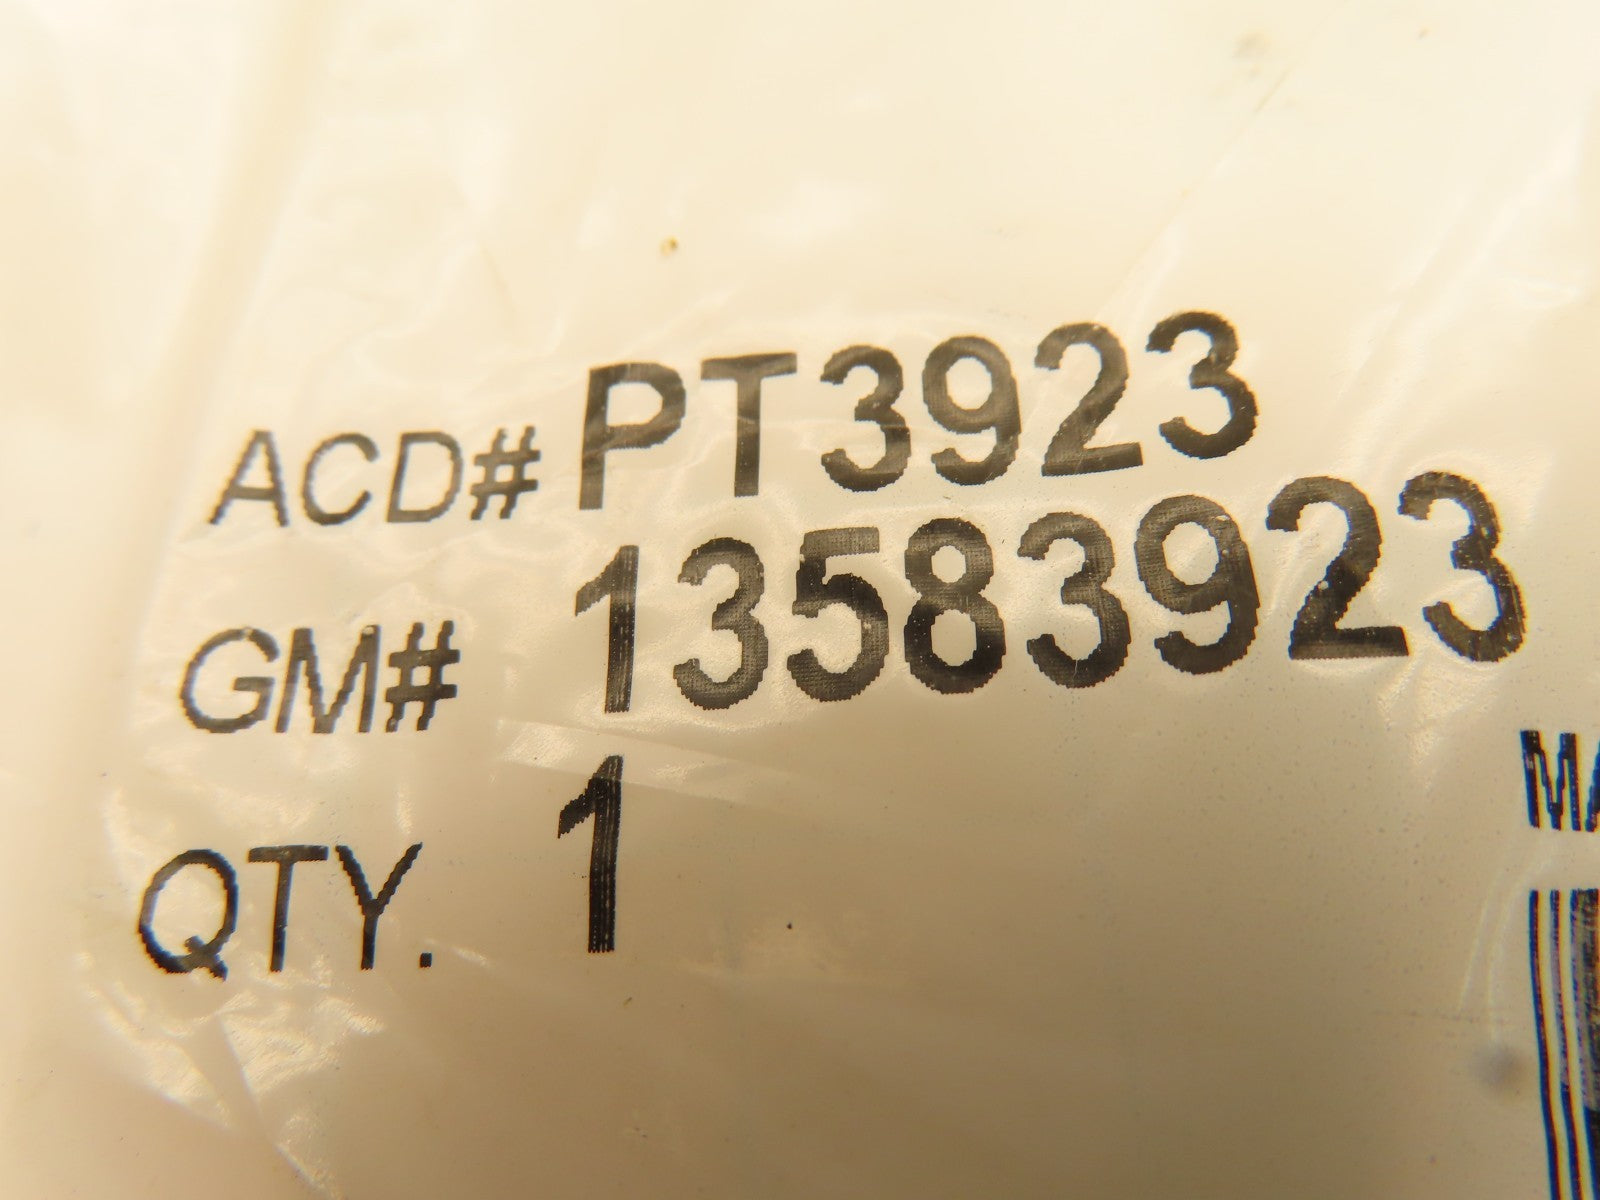 ACD# PT3923
GM# 13583923
QTY. 1